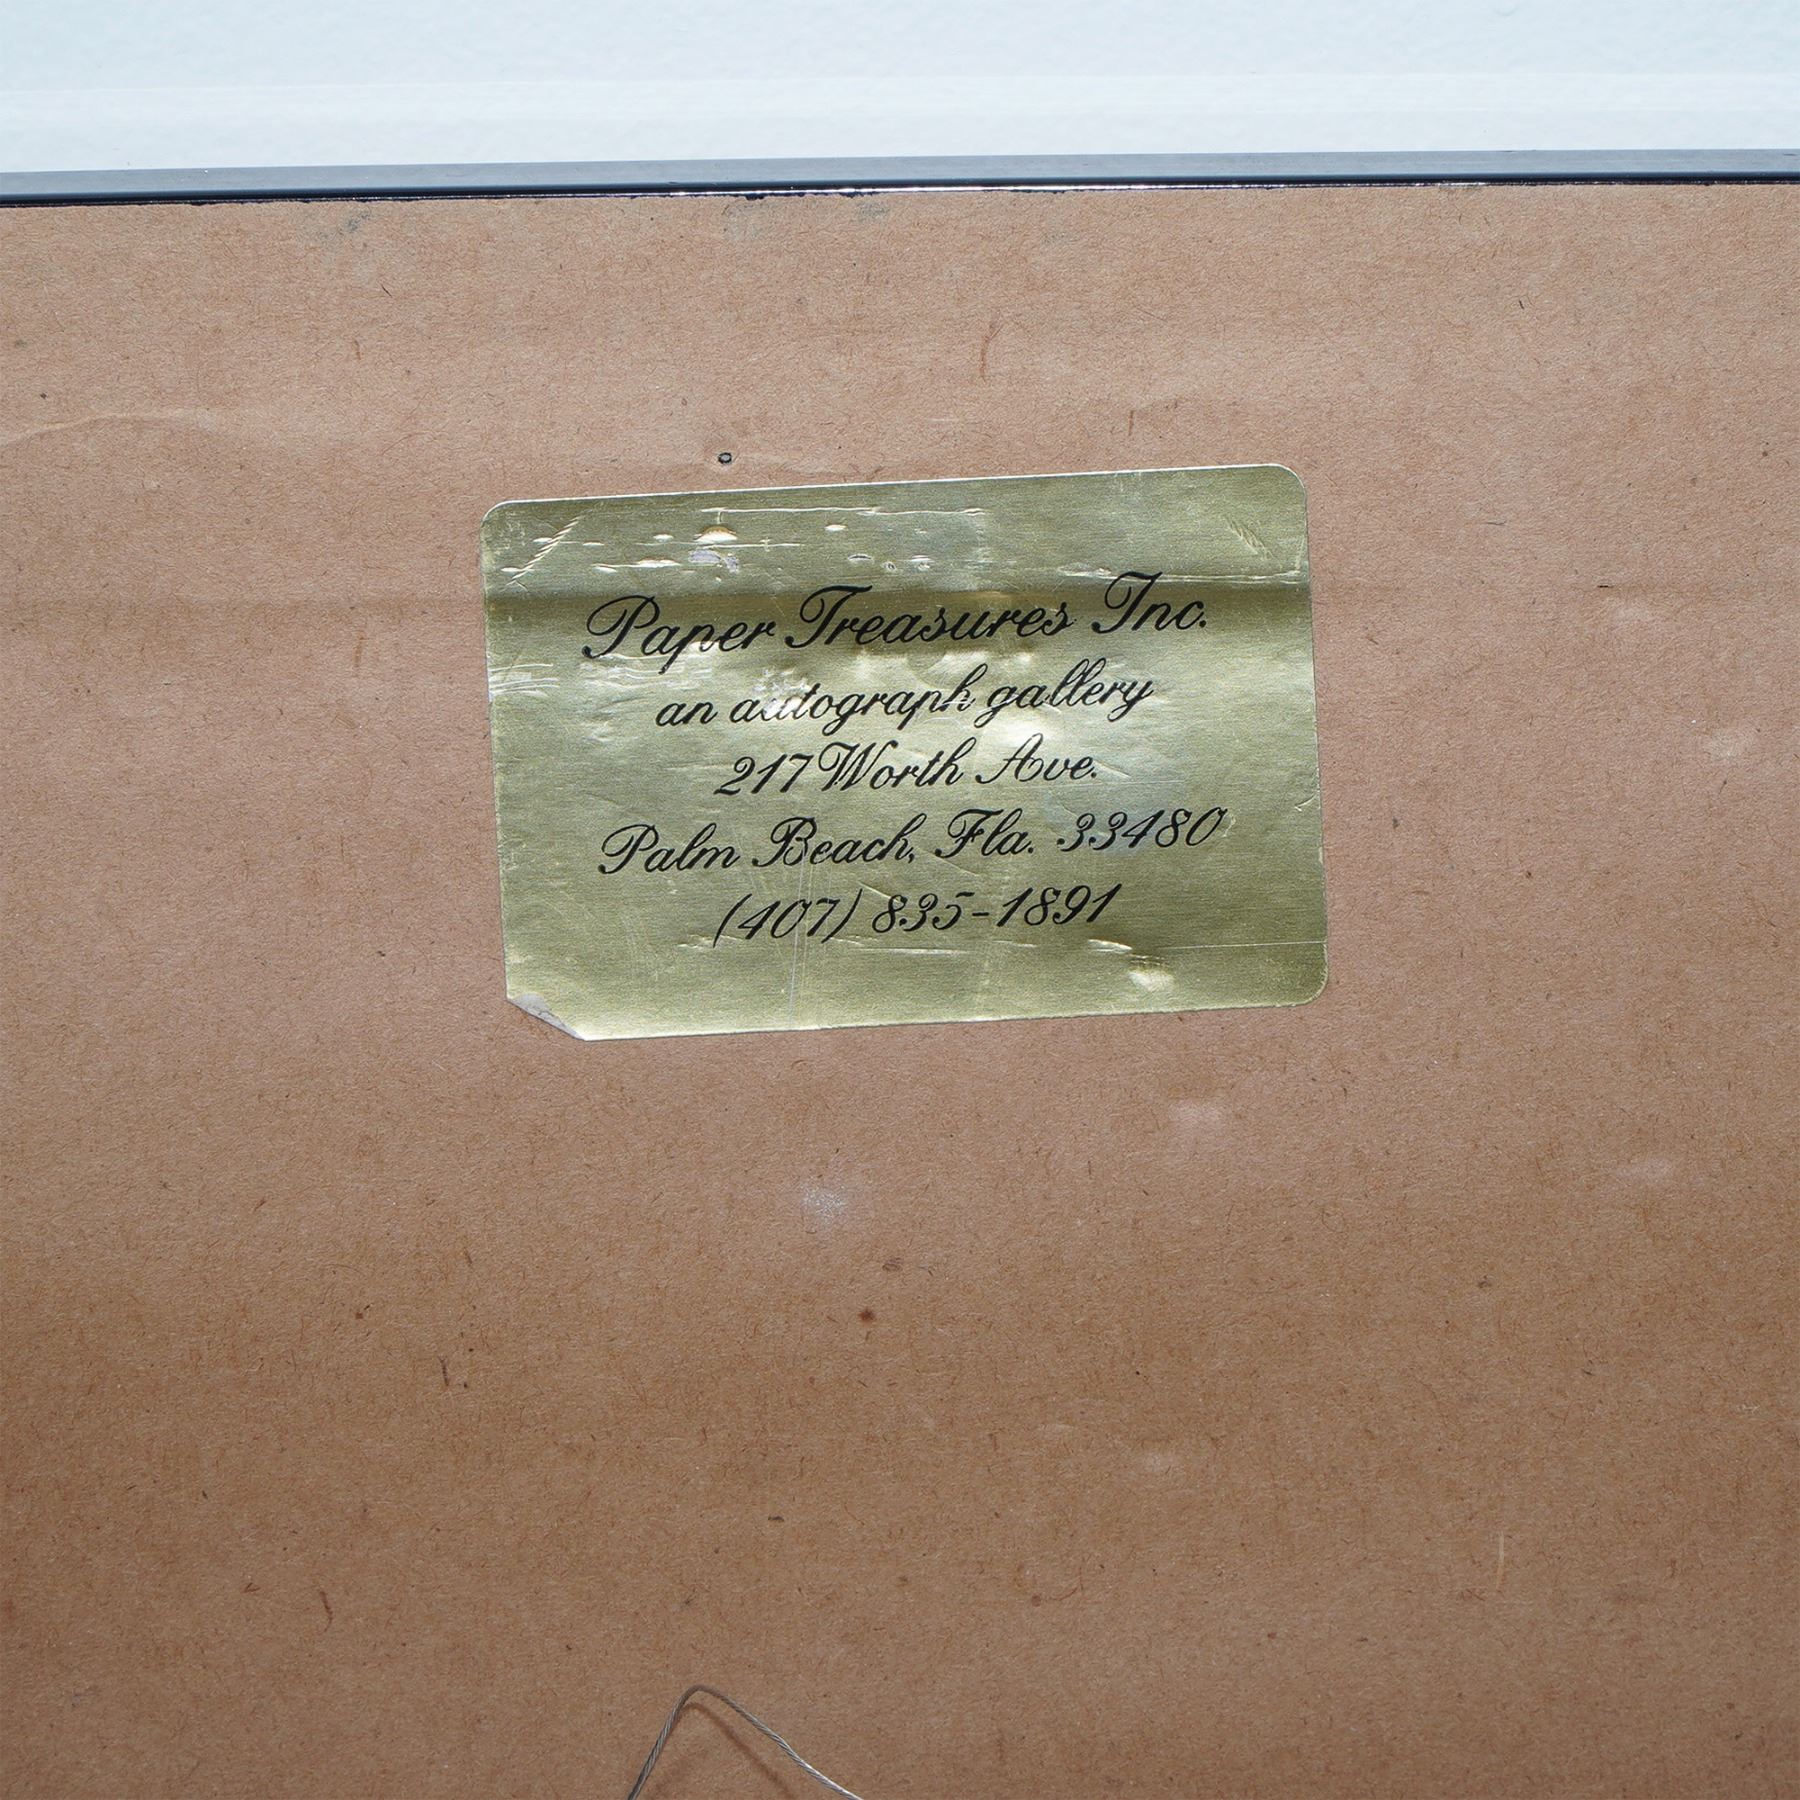 Paper Treasures Inc.
an autograph gallery
217 Worth Ave.
Palm Beach, Fla. 33480
(407) 835-1891